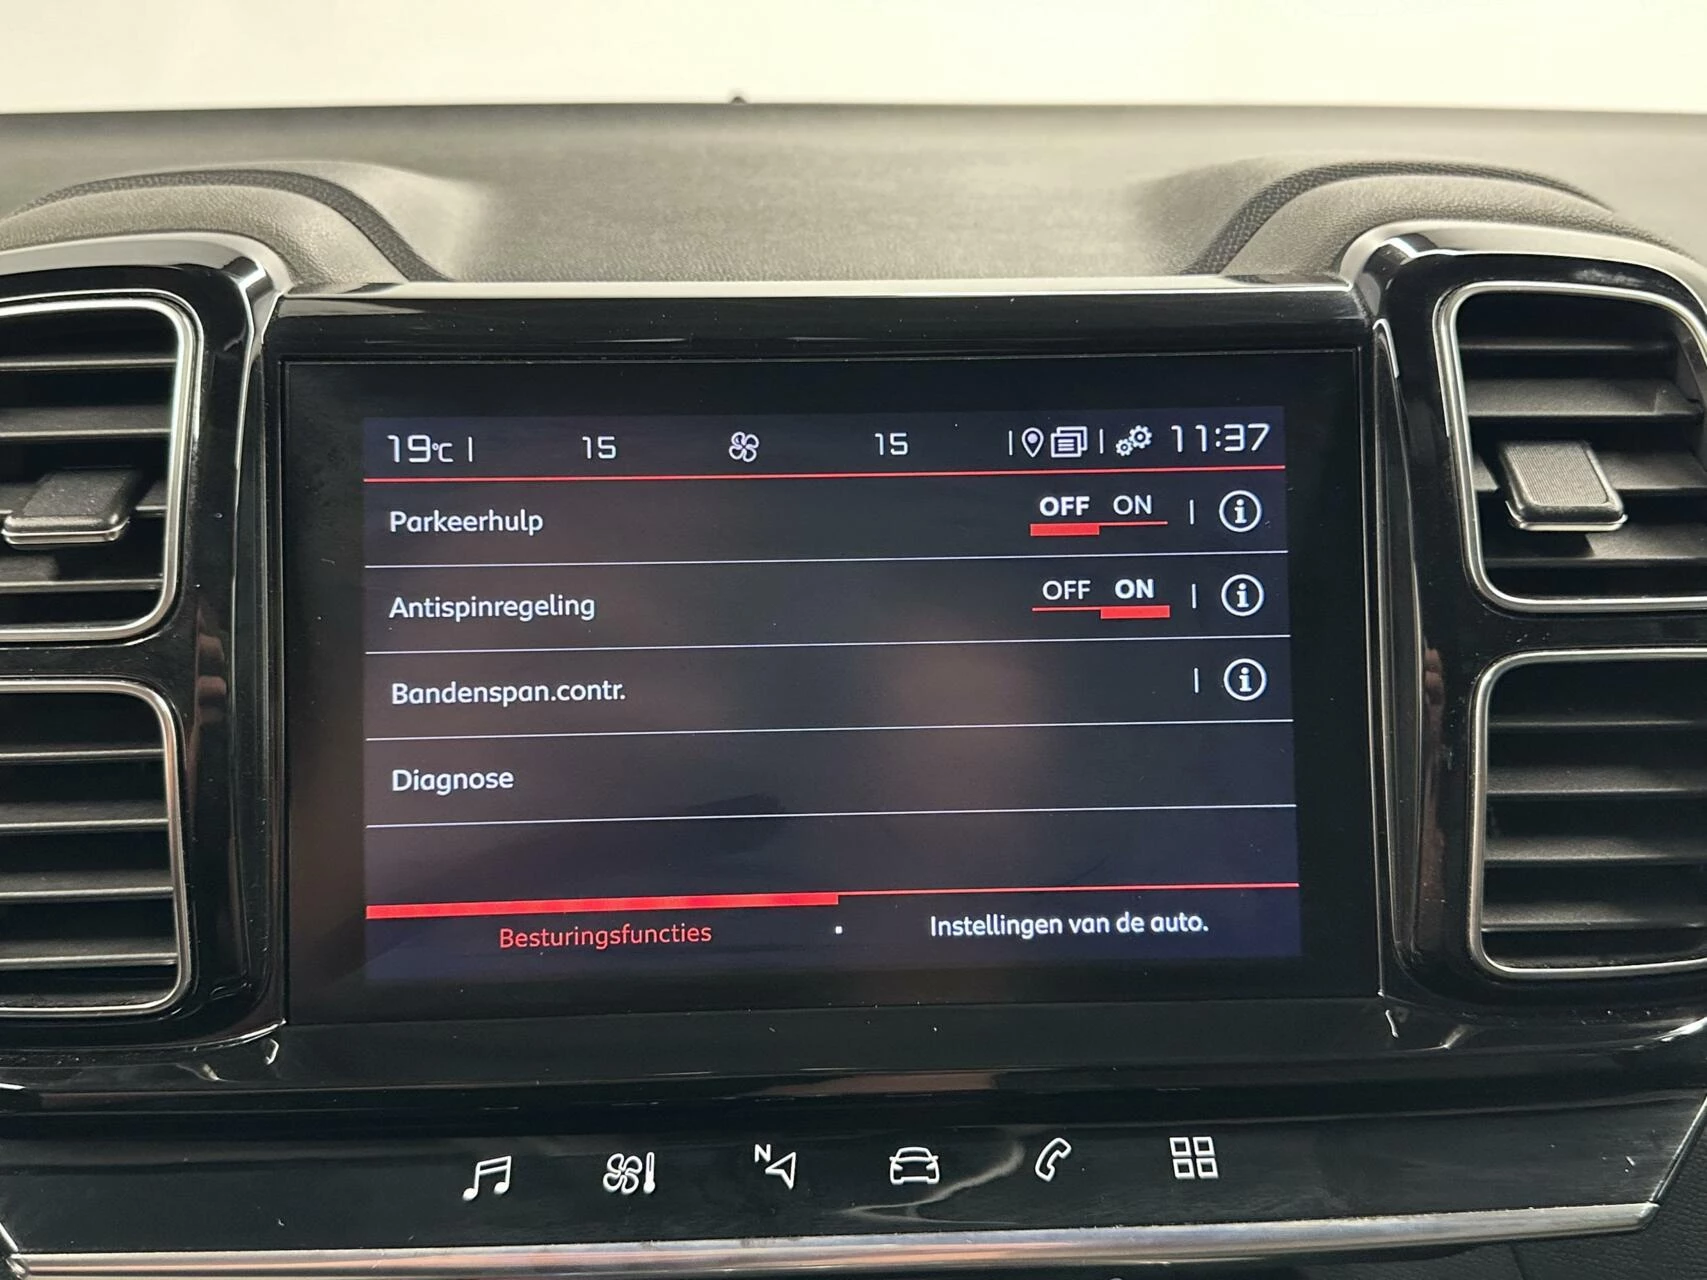 19°C 15 15 11:37
Parkeerhulp OFF ON
Antispinregeling OFF ON
Bandenspan.contr.
Diagnose
Besturingsfuncties Instellingen van de auto.
N